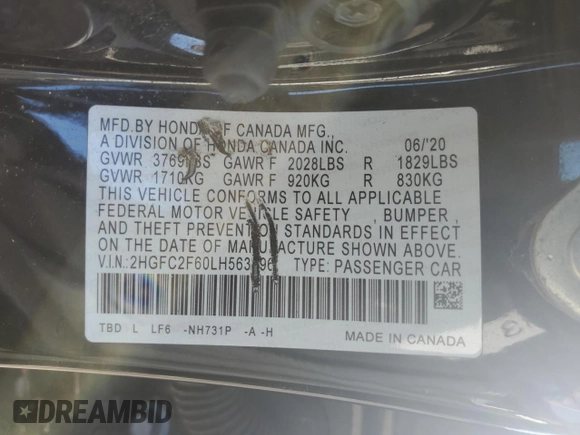 MFD.BY HONDA OF CANADA MFG.,
A DIVISION OF HONDA CANADA INC. 06/'20
GVWR 3769LBS GAWR F 2028LBS R 1829LBS
GVWR 1710KG GAWR F 920KG R 830KG
THIS VEHICLE CONFORMS TO ALL APPLICABLE
FEDERAL MOTOR VEHICLE SAFETY , BUMPER ,
AND THEFT PREVENTION STANDARDS IN EFFECT
ON THE DATE OF MANUFACTURE SHOWN ABOVE.
V.I.N.: TYPE: PASSENGER CAR
TBD L LF6 -NH731P -A -H
MADE IN CANADA
DREAMBID